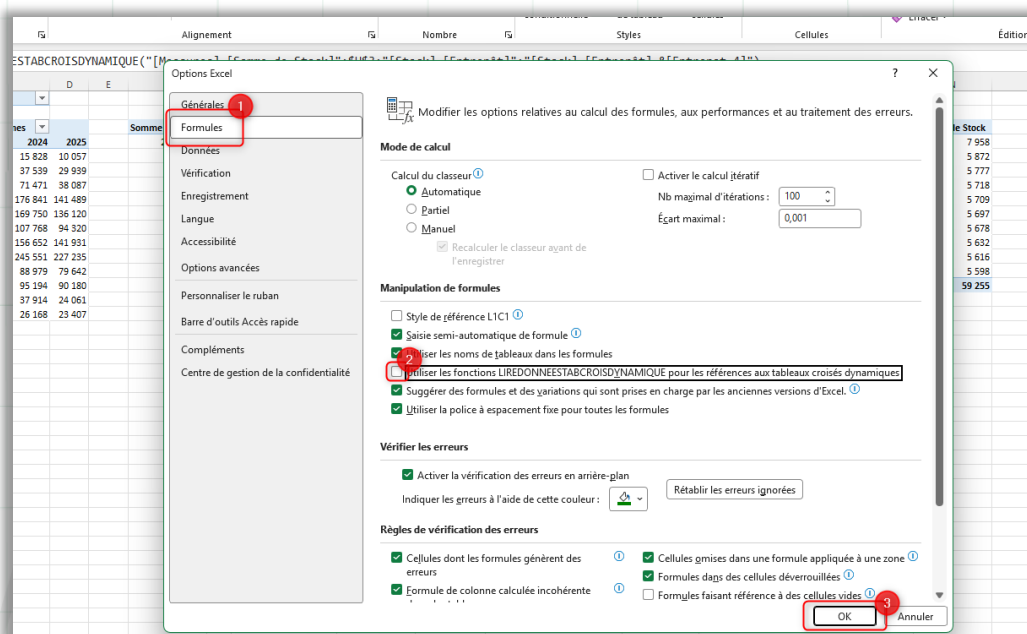 Effacer
Alignement
Nombre
Styles
Cellules
Édition
ESTABCROISDYNAMIQUE("[Measures].[Somme de Stock]";$U$3;"[Stock].[Entrepôt]";"[Stock].[Entrepôt].&[Entrepot 4]")
D E
2024 2025
15 828 10 057
37 539 29 939
71 471 38 087
176 841 141 489
169 750 136 120
107 768 94 320
156 652 141 931
245 551 227 235
88 979 79 642
95 194 90 180
37 914 24 061
26 168 23 407
Somme
Options Excel
? ×
Générales
1
Formules
Données
Vérification
Enregistrement
Langue
Accessibilité
Options avancées
Personnaliser le ruban
Barre d'outils Accès rapide
Compléments
Centre de gestion de la confidentialité
Modifier les options relatives au calcul des formules, aux performances et au traitement des erreurs.
Mode de calcul
Calcul du classeur
Automatique
Partiel
Manuel
Recalculer le classeur avant de
l'enregistrer
Activer le calcul itératif
Nb maximal d'itérations : 100
Écart maximal : 0,001
Manipulation de formules
Style de référence L1C1
Saisie semi-automatique de formule
Utiliser les noms de tableaux dans les formules
2
Utiliser les fonctions LIREDONNEESTABCROISDYNAMIQUE pour les références aux tableaux croisés dynamiques
Suggérer des formules et des variations qui sont prises en charge par les anciennes versions d'Excel.
Utiliser la police à espacement fixe pour toutes les formules
Vérifier les erreurs
Activer la vérification des erreurs en arrière-plan
Indiquer les erreurs à l'aide de cette couleur :
Rétablir les erreurs ignorées
Règles de vérification des erreurs
Cellules dont les formules génèrent des
erreurs
Formule de colonne calculée incohérente
Cellules omises dans une formule appliquée à une zone
Formules dans des cellules déverrouillées
Formules faisant référence à des cellules vides
3
OK
Annuler
de Stock
7 958
5 872
5 777
5 718
5 709
5 697
5 678
5 632
5 616
5 598
59 255